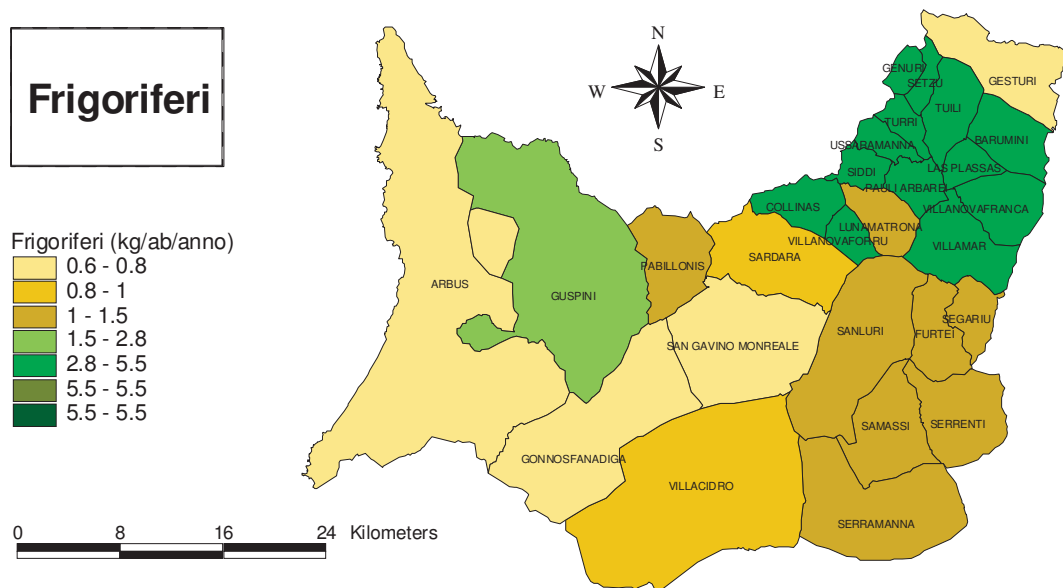 Frigoriferi
N
W
E
S
Frigoriferi (kg/ab/anno)
0.6 - 0.8
0.8 - 1
1 - 1.5
1.5 - 2.8
2.8 - 5.5
5.5 - 5.5
5.5 - 5.5
GENURI
SETZU
GESTURI
TUILI
TURRI
USSARAMANNA
BARUMINI
SIDDI
LAS PLASSAS
PAULI ARBAREI
COLLINAS
VILLANOVAFRANCA
LUNAMATRONA
VILLANOVAFORRU
VILLAMAR
SARDARA
PABILLONIS
ARBUS
GUSPINI
SEGARIU
SANLURI
FURTEI
SAN GAVINO MONREALE
SAMASSI
SERRENTI
GONNOSFANADIGA
VILLACIDRO
SERRAMANNA
0 8 16 24 Kilometers